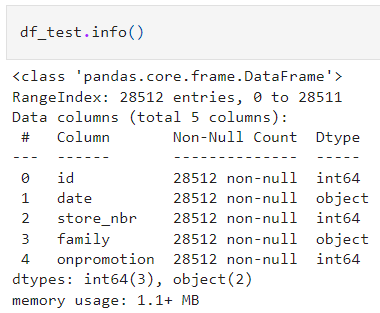 df_test.info()
<class 'pandas.core.frame.DataFrame'>
RangeIndex: 28512 entries, 0 to 28511
Data columns (total 5 columns):
 #   Column       Non-Null Count  Dtype
---  ------       --------------  -----
 0   id           28512 non-null  int64
 1   date         28512 non-null  object
 2   store_nbr    28512 non-null  int64
 3   family       28512 non-null  object
 4   onpromotion  28512 non-null  int64
dtypes: int64(3), object(2)
memory usage: 1.1+ MB